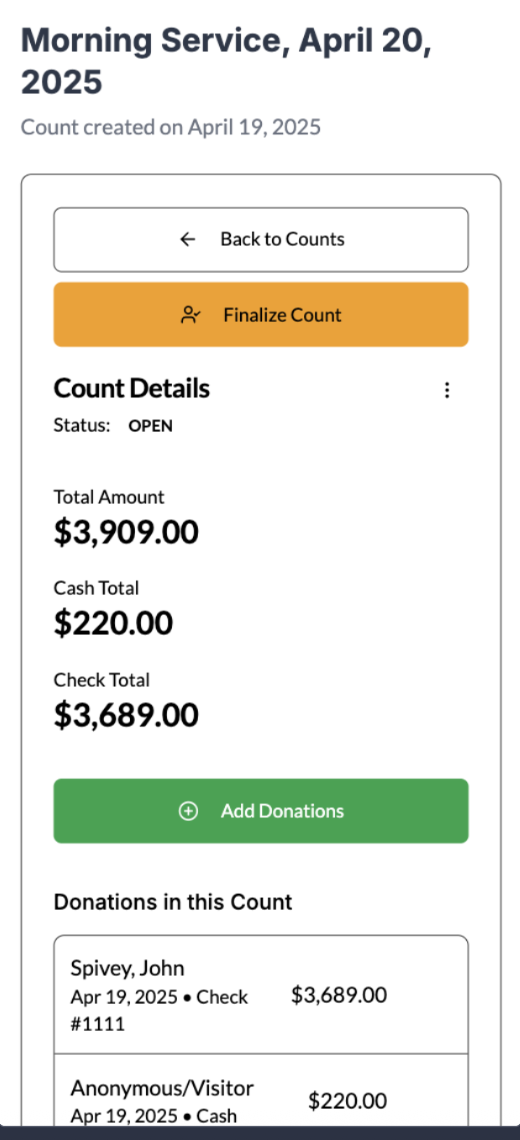 Morning Service, April 20,
2025
Count created on April 19, 2025
Back to Counts
Finalize Count
Count Details
Status: OPEN
Total Amount
$3,909.00
Cash Total
$220.00
Check Total
$3,689.00
Add Donations
Donations in this Count
Spivey, John
Apr 19, 2025 • Check
#1111
$3,689.00
Anonymous/Visitor
Apr 19, 2025 • Cash
$220.00